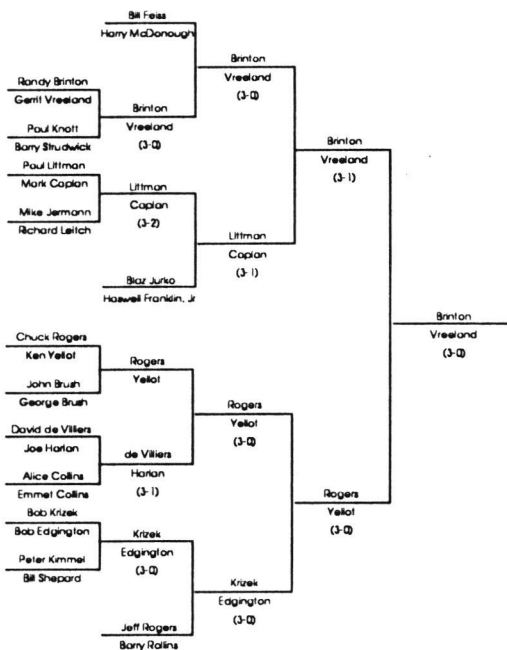 Bill Feiss
Harry McDonough
Brinton
Vreeland
(3-0)
Randy Brinton
Gerrit Vreeland
Brinton
Vreeland
(3-0)
Paul Knott
Barry Strudwick
Brinton
Vreeland
(3-1)
Paul Littman
Mark Caplan
Littman
Caplan
(3-2)
Mike Jermann
Richard Leitch
Littman
Caplan
(3-1)
Blaz Jurko
Haswell Franklin, Jr
Brinton
Vreeland
(3-0)
Chuck Rogers
Ken Yellot
Rogers
Yellot
John Brush
George Brush
Rogers
Yellot
(3-0)
David de Villiers
Joe Harlan
de Villiers
Harlan
(3-1)
Alice Collins
Emmet Collins
Rogers
Yellot
(3-0)
Bob Krizek
Bob Edgington
Krizek
Edgington
(3-0)
Peter Kimmel
Bill Shepard
Krizek
Edgington
(3-0)
Jeff Rogers
Barry Rollins